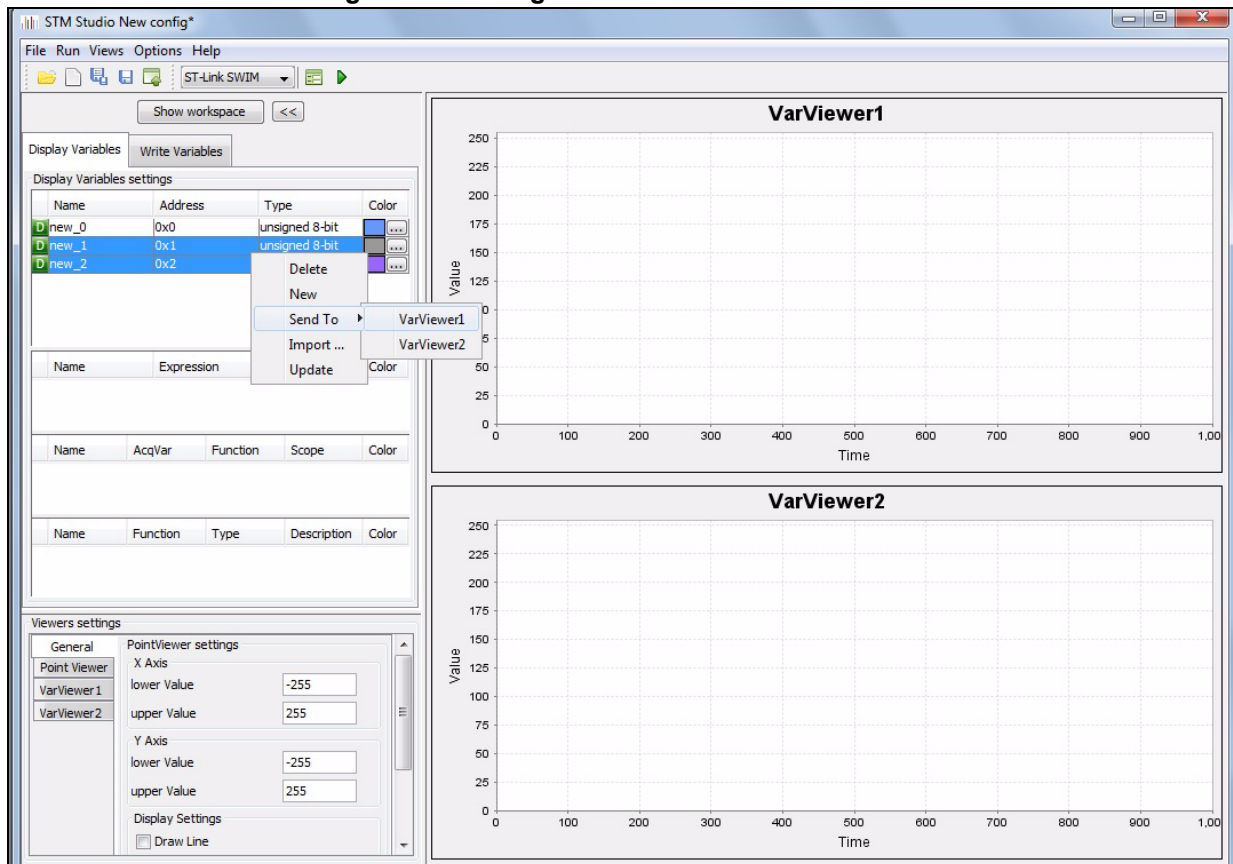 STM Studio New config*
File Run Views Options Help
ST-Link SWIM
Show workspace <<
Display Variables Write Variables
Display Variables settings
Name Address Type Color
D new_0 0x0 unsigned 8-bit ...
D new_1 0x1 unsigned 8-bit ...
D new_2 0x2 ...
Delete
New
Send To
Import ...
Update
VarViewer1
VarViewer2
Name Expression Color
Name AcqVar Function Scope Color
Name Function Type Description Color
Viewers settings
General
Point Viewer
VarViewer1
VarViewer2
PointViewer settings
X Axis
lower Value -255
upper Value 255
Y Axis
lower Value -255
upper Value 255
Display Settings
Draw Line
VarViewer1
250
225
200
175
150
125
50
25
0
Value
0 100 200 300 400 500 600 700 800 900 1,00
Time
VarViewer2
250
225
200
175
150
125
100
75
50
25
0
Value
0 100 200 300 400 500 600 700 800 900 1,00
Time